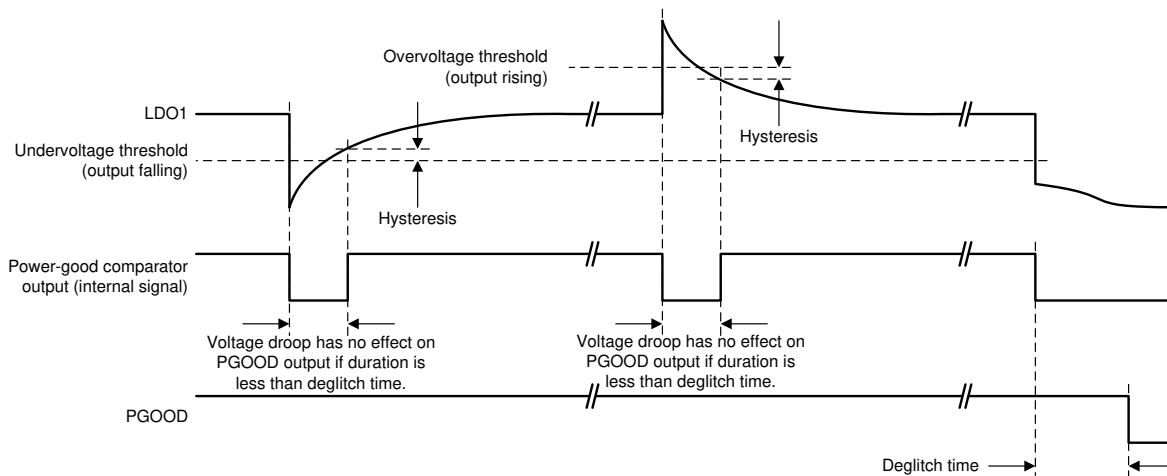 Overvoltage threshold
(output rising)
Hysteresis
LDO1
Undervoltage threshold
(output falling)
Hysteresis
Power-good comparator
output (internal signal)
Voltage droop has no effect on
PGOOD output if duration is
less than deglitch time.
Voltage droop has no effect on
PGOOD output if duration is
less than deglitch time.
PGOOD
Deglitch time